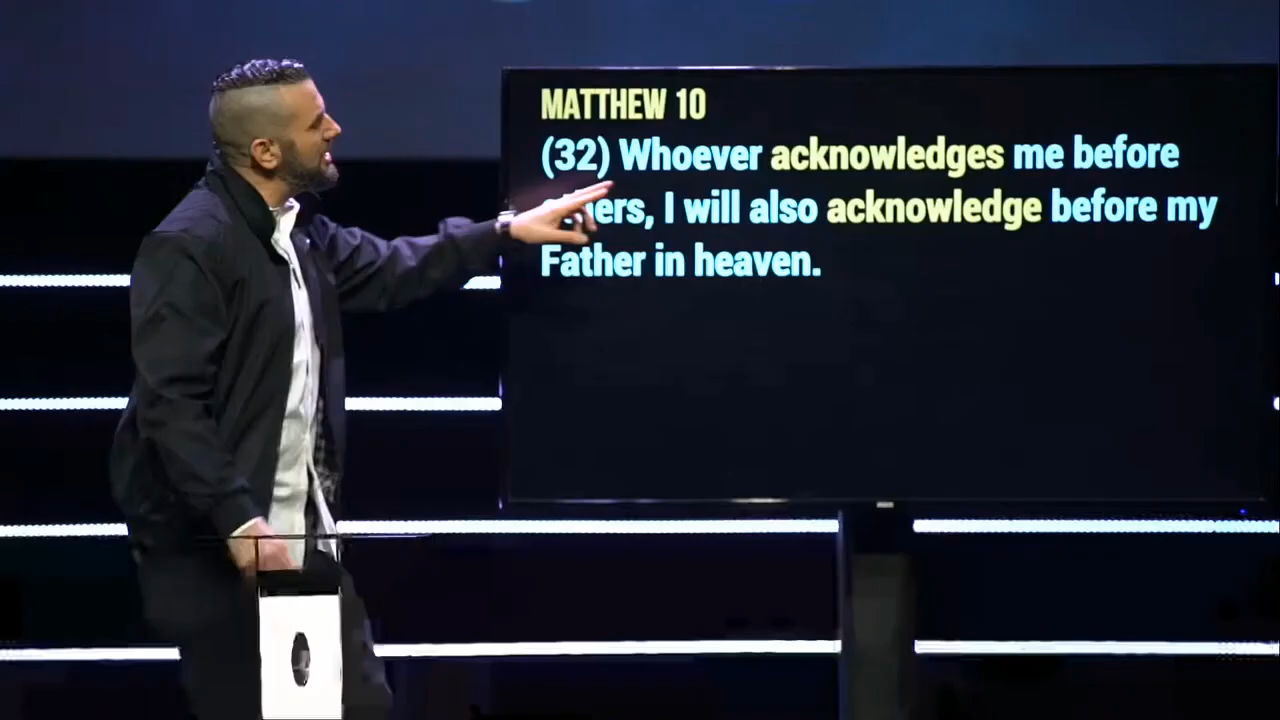 MATTHEW 10
(32) Whoever acknowledges me before
I will also acknowledge before my
Father in heaven.